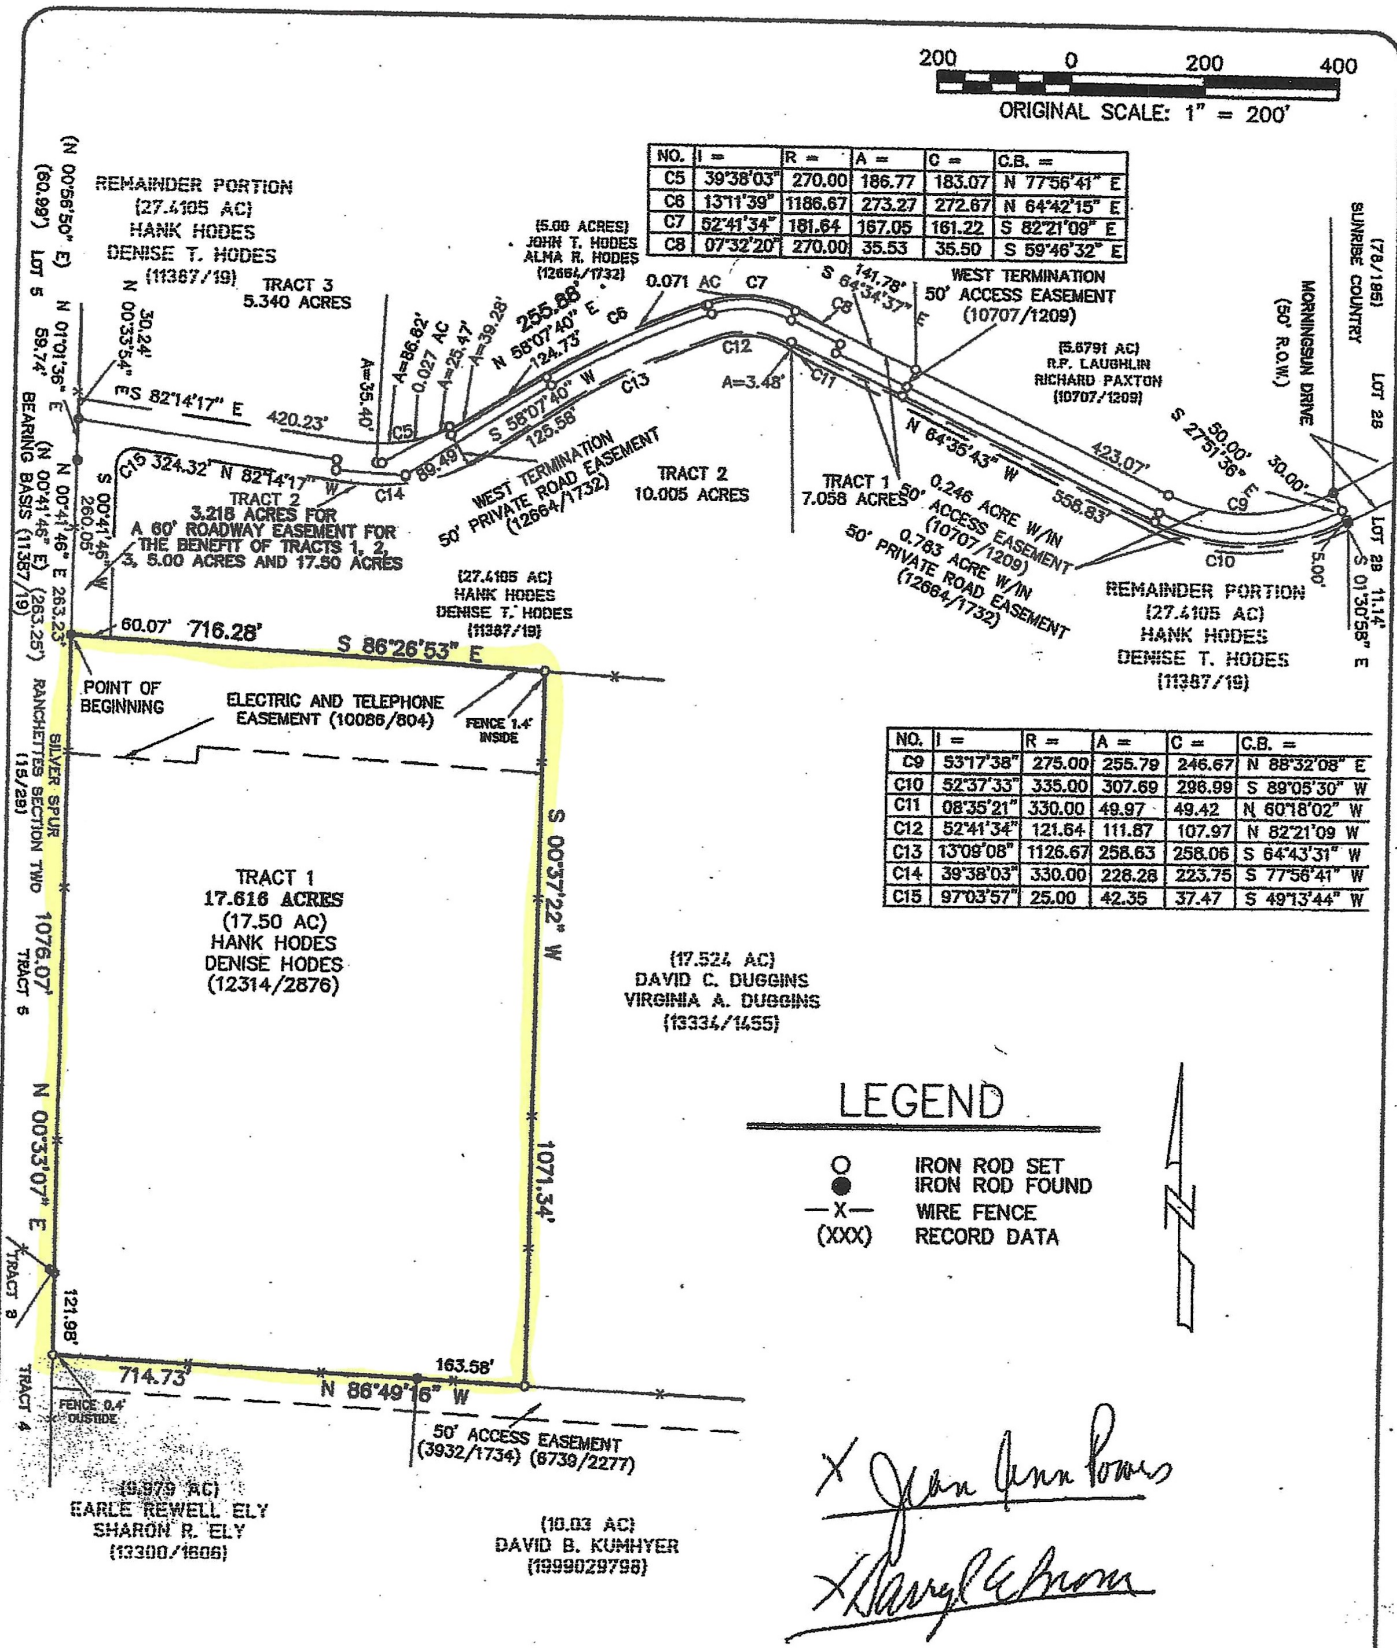 200 0 200 400
ORIGINAL SCALE: 1" = 200'
NO. I = R = A = C = C.B. =
C5 39°38'03" 270.00 186.77 183.07 N 77°56'41" E
C6 13°11'39" 1186.67 273.27 272.67 N 64°42'15" E
C7 52°41'34" 181.64 167.05 161.22 S 82°21'09" E
C8 07°32'20" 270.00 35.53 35.50 S 59°46'32" E
(N 00°56'50" E)
(60.99')
LOT 5
N 01°01'36" E
59.74'
30.24'
N 00°33'54" E
REMAINDER PORTION
(27.4105 AC)
HANK HODES
DENISE T. HODES
(11387/19)
TRACT 3
5.340 ACRES
(5.00 ACRES)
JOHN T. HODES
ALMA R. HODES
(12664/1732)
A=35.40'
A=86.62'
0.027 AC
A=25.47'
A=39.28'
255.88'
N 58°07'40" E
124.73'
C6
0.071 AC
C7
141.78'
S 64°34'37" E
C8
WEST TERMINATION
50' ACCESS EASEMENT
(10707/1209)
(5.6791 AC)
R.P. LAUGHLIN
RICHARD PAXTON
(10707/1209)
MORNINGSUN DRIVE
(50' R.O.W.)
SUNRISE COUNTRY
(78/185)
LOT 28
S 82°14'17" E
420.23'
C5
S 58°07'40" W
125.58'
C13
C12
A=3.48'
C11
N 64°35'43" W
558.83'
423.07'
S 27°51'36" E
50.00'
30.00'
C9
C10
5.00'
LOT 29
11.14'
S 01°30'58" E
C15
324.32'
N 82°14'17" W
C14
89.49'
WEST TERMINATION
50' PRIVATE ROAD EASEMENT
(12664/1732)
TRACT 2
10.005 ACRES
TRACT 1
7.058 ACRES
0.246 ACRE W/IN
50' ACCESS EASEMENT
(10707/1209)
0.763 ACRE W/IN
50' PRIVATE ROAD EASEMENT
(12664/1732)
REMAINDER PORTION
(27.4105 AC)
HANK HODES
DENISE T. HODES
(11387/19)
TRACT 2
3.218 ACRES FOR
A 60' ROADWAY EASEMENT FOR
THE BENEFIT OF TRACTS 1, 2,
3, 5.00 ACRES AND 17.50 ACRES
(27.4105 AC)
HANK HODES
DENISE T. HODES
(11387/19)
S 00°41'46" W
260.05'
N 00°41'46" E 263.23'
(N 00°41'46" E) (263.25')
BEARING BASIS (11387/19)
60.07'
716.28'
S 86°26'53" E
POINT OF
BEGINNING
ELECTRIC AND TELEPHONE
EASEMENT (10086/804)
FENCE 1.4'
INSIDE
NO. I = R = A = C = C.B. =
C9 53°17'38" 275.00 255.79 246.67 N 88°32'08" E
C10 52°37'33" 335.00 307.69 296.99 S 89°05'30" W
C11 08°35'21" 330.00 49.97 49.42 N 60°18'02" W
C12 52°41'34" 121.64 111.87 107.97 N 82°21'09 W
C13 13°09'08" 1126.67 258.63 258.06 S 64°43'31" W
C14 39°38'03" 330.00 228.28 223.75 S 77°56'41" W
C15 97°03'57" 25.00 42.35 37.47 S 49°13'44" W
SILVER SPUR
RANCHETTES SECTION TWO
(15/29)
1076.07'
TRACT 6
N 00°33'07" E
S 00°37'22" W
1071.34'
TRACT 1
17.616 ACRES
(17.50 AC)
HANK HODES
DENISE HODES
(12314/2876)
(17.524 AC)
DAVID C. DUGGINS
VIRGINIA A. DUGGINS
(13334/1455)
LEGEND
IRON ROD SET
IRON ROD FOUND
—X— WIRE FENCE
(XXX) RECORD DATA
TRACT 8
121.98'
TRACT 4
714.73'
N 86°49'16" W
163.58'
FENCE 0.4'
OUSTIDE
50' ACCESS EASEMENT
(3932/1734) (8739/2277)
(9.979 AC)
EARLE REWELL ELY
SHARON R. ELY
(13300/1606)
(10.03 AC)
DAVID B. KUMHYER
(1999029798)
X Jean Ann Powers
X Darryl E Brown